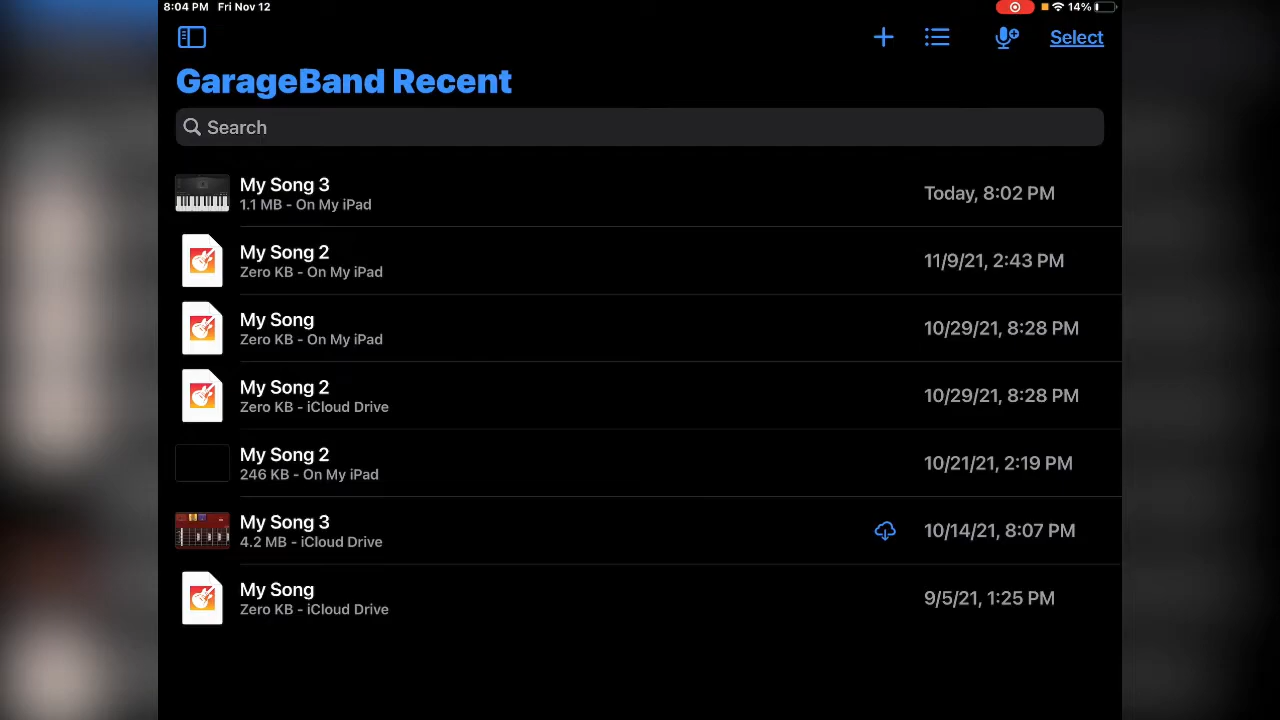 8:04 PM Fri Nov 12 14%
Select
GarageBand Recent
Search
My Song 3
1.1 MB - On My iPad
Today, 8:02 PM
My Song 2
Zero KB - On My iPad
11/9/21, 2:43 PM
My Song
Zero KB - On My iPad
10/29/21, 8:28 PM
My Song 2
Zero KB - iCloud Drive
10/29/21, 8:28 PM
My Song 2
246 KB - On My iPad
10/21/21, 2:19 PM
My Song 3
4.2 MB - iCloud Drive
10/14/21, 8:07 PM
My Song
Zero KB - iCloud Drive
9/5/21, 1:25 PM